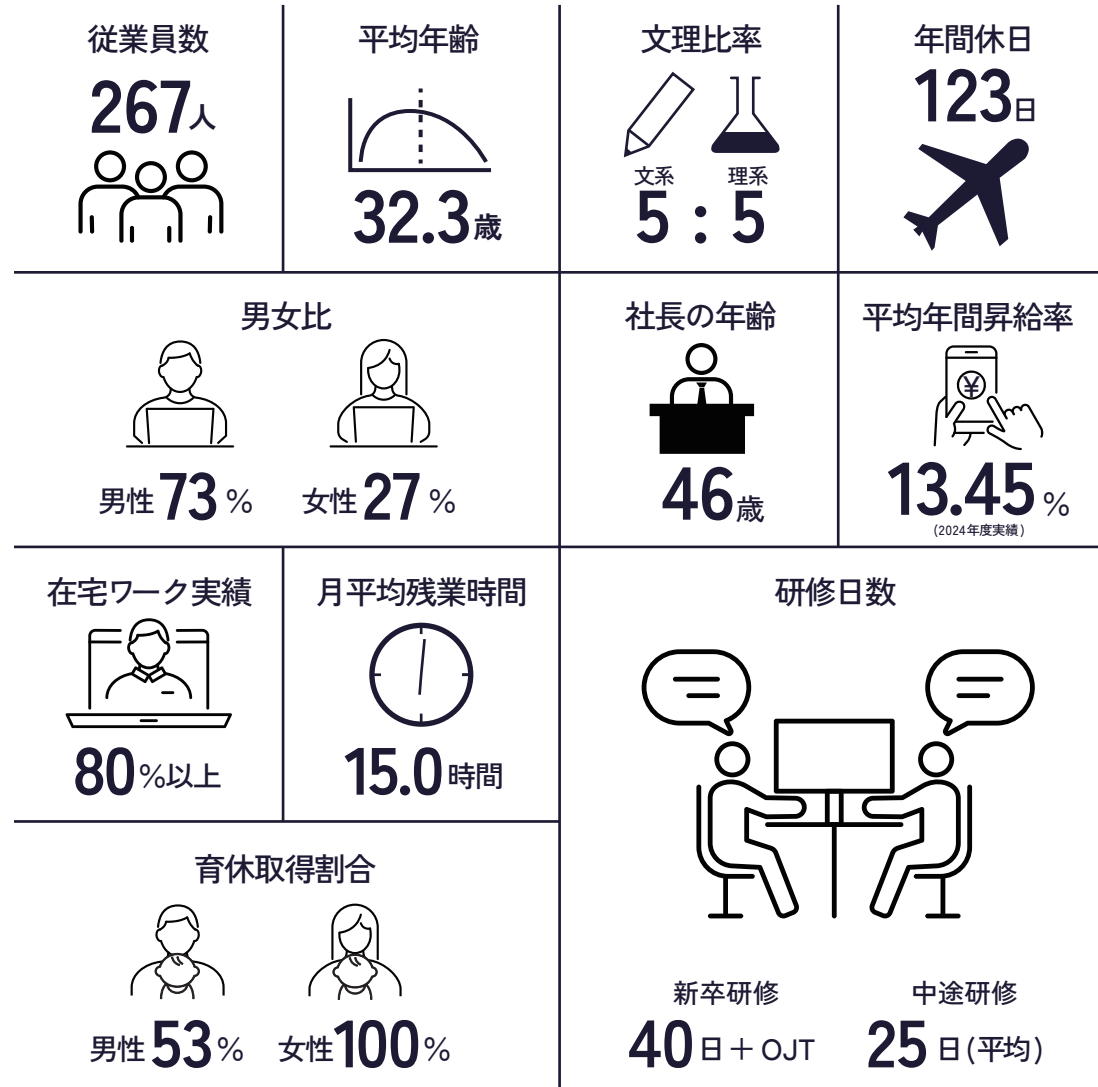 従業員数
267人
平均年齢
32.3歳
文理比率
文系 理系
5 : 5
年間休日
123日
男女比
男性 73 % 女性 27 %
社長の年齢
46歳
平均年間昇給率
¥
13.45 %
(2024年度実績)
在宅ワーク実績
80%以上
月平均残業時間
15.0 時間
研修日数
新卒研修 中途研修
40日＋OJT 25日(平均)
育休取得割合
男性 53% 女性100%